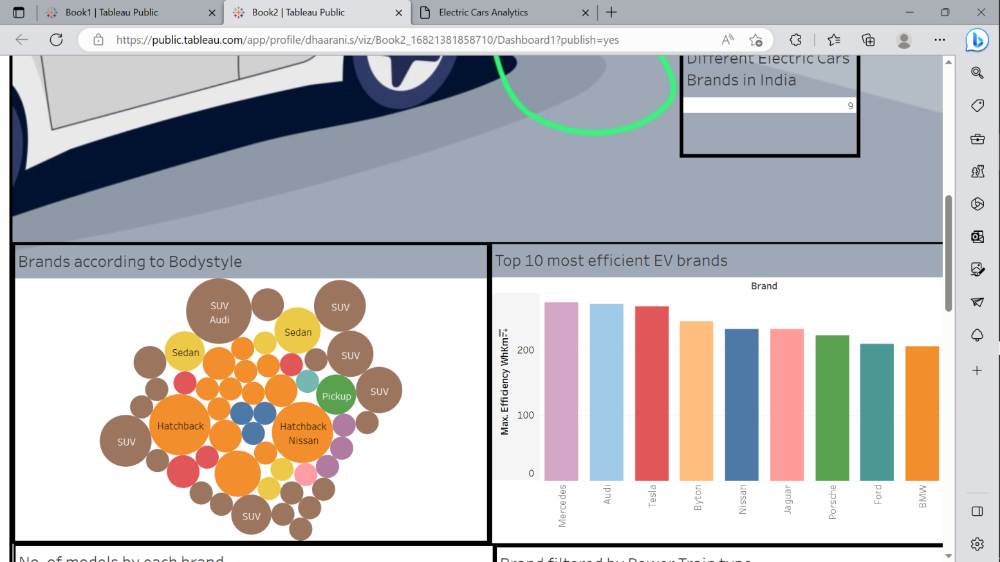 Book1 | Tableau Public
Book2 | Tableau Public
Electric Cars Analytics
https://public.tableau.com/app/profile/dhaarani.s/viz/Book2_16821381858710/Dashboard1?publish=yes
Different Electric Cars
Brands in India
9
Brands according to Bodystyle
SUV
Audi
SUV
Sedan
Sedan
SUV
SUV
Pickup
Hatchback
Hatchback
Nissan
SUV
SUV
Top 10 most efficient EV brands
Brand
Max. Efficiency WhKm
200
100
0
Mercedes
Audi
Tesla
Byton
Nissan
Jaguar
Porsche
Ford
BMW
No. of models by each brand
Brand filtered by Power Train type